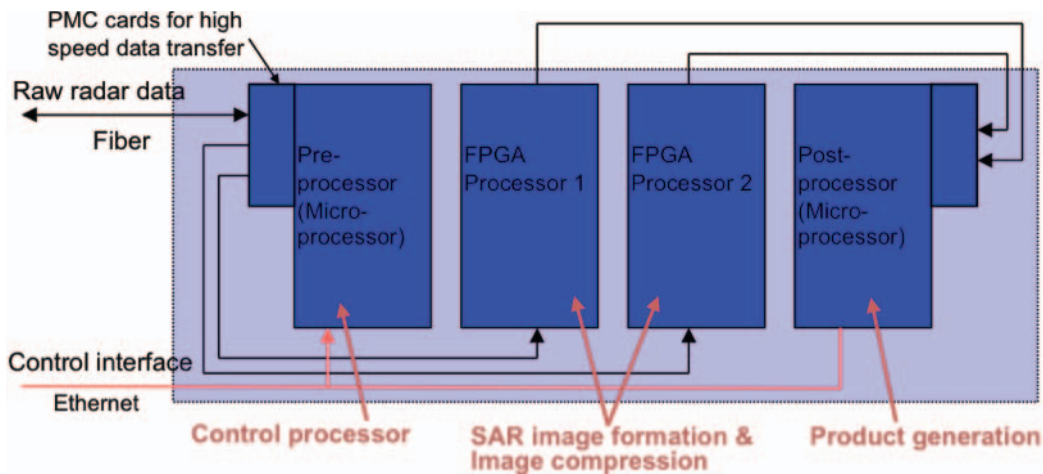 PMC cards for high
speed data transfer
Raw radar data
Fiber
Pre-
processor
(Micro-
processor)
FPGA
Processor 1
FPGA
Processor 2
Post-
processor
(Micro-
processor)
Control interface
Ethernet
Control processor
SAR image formation &
Image compression
Product generation